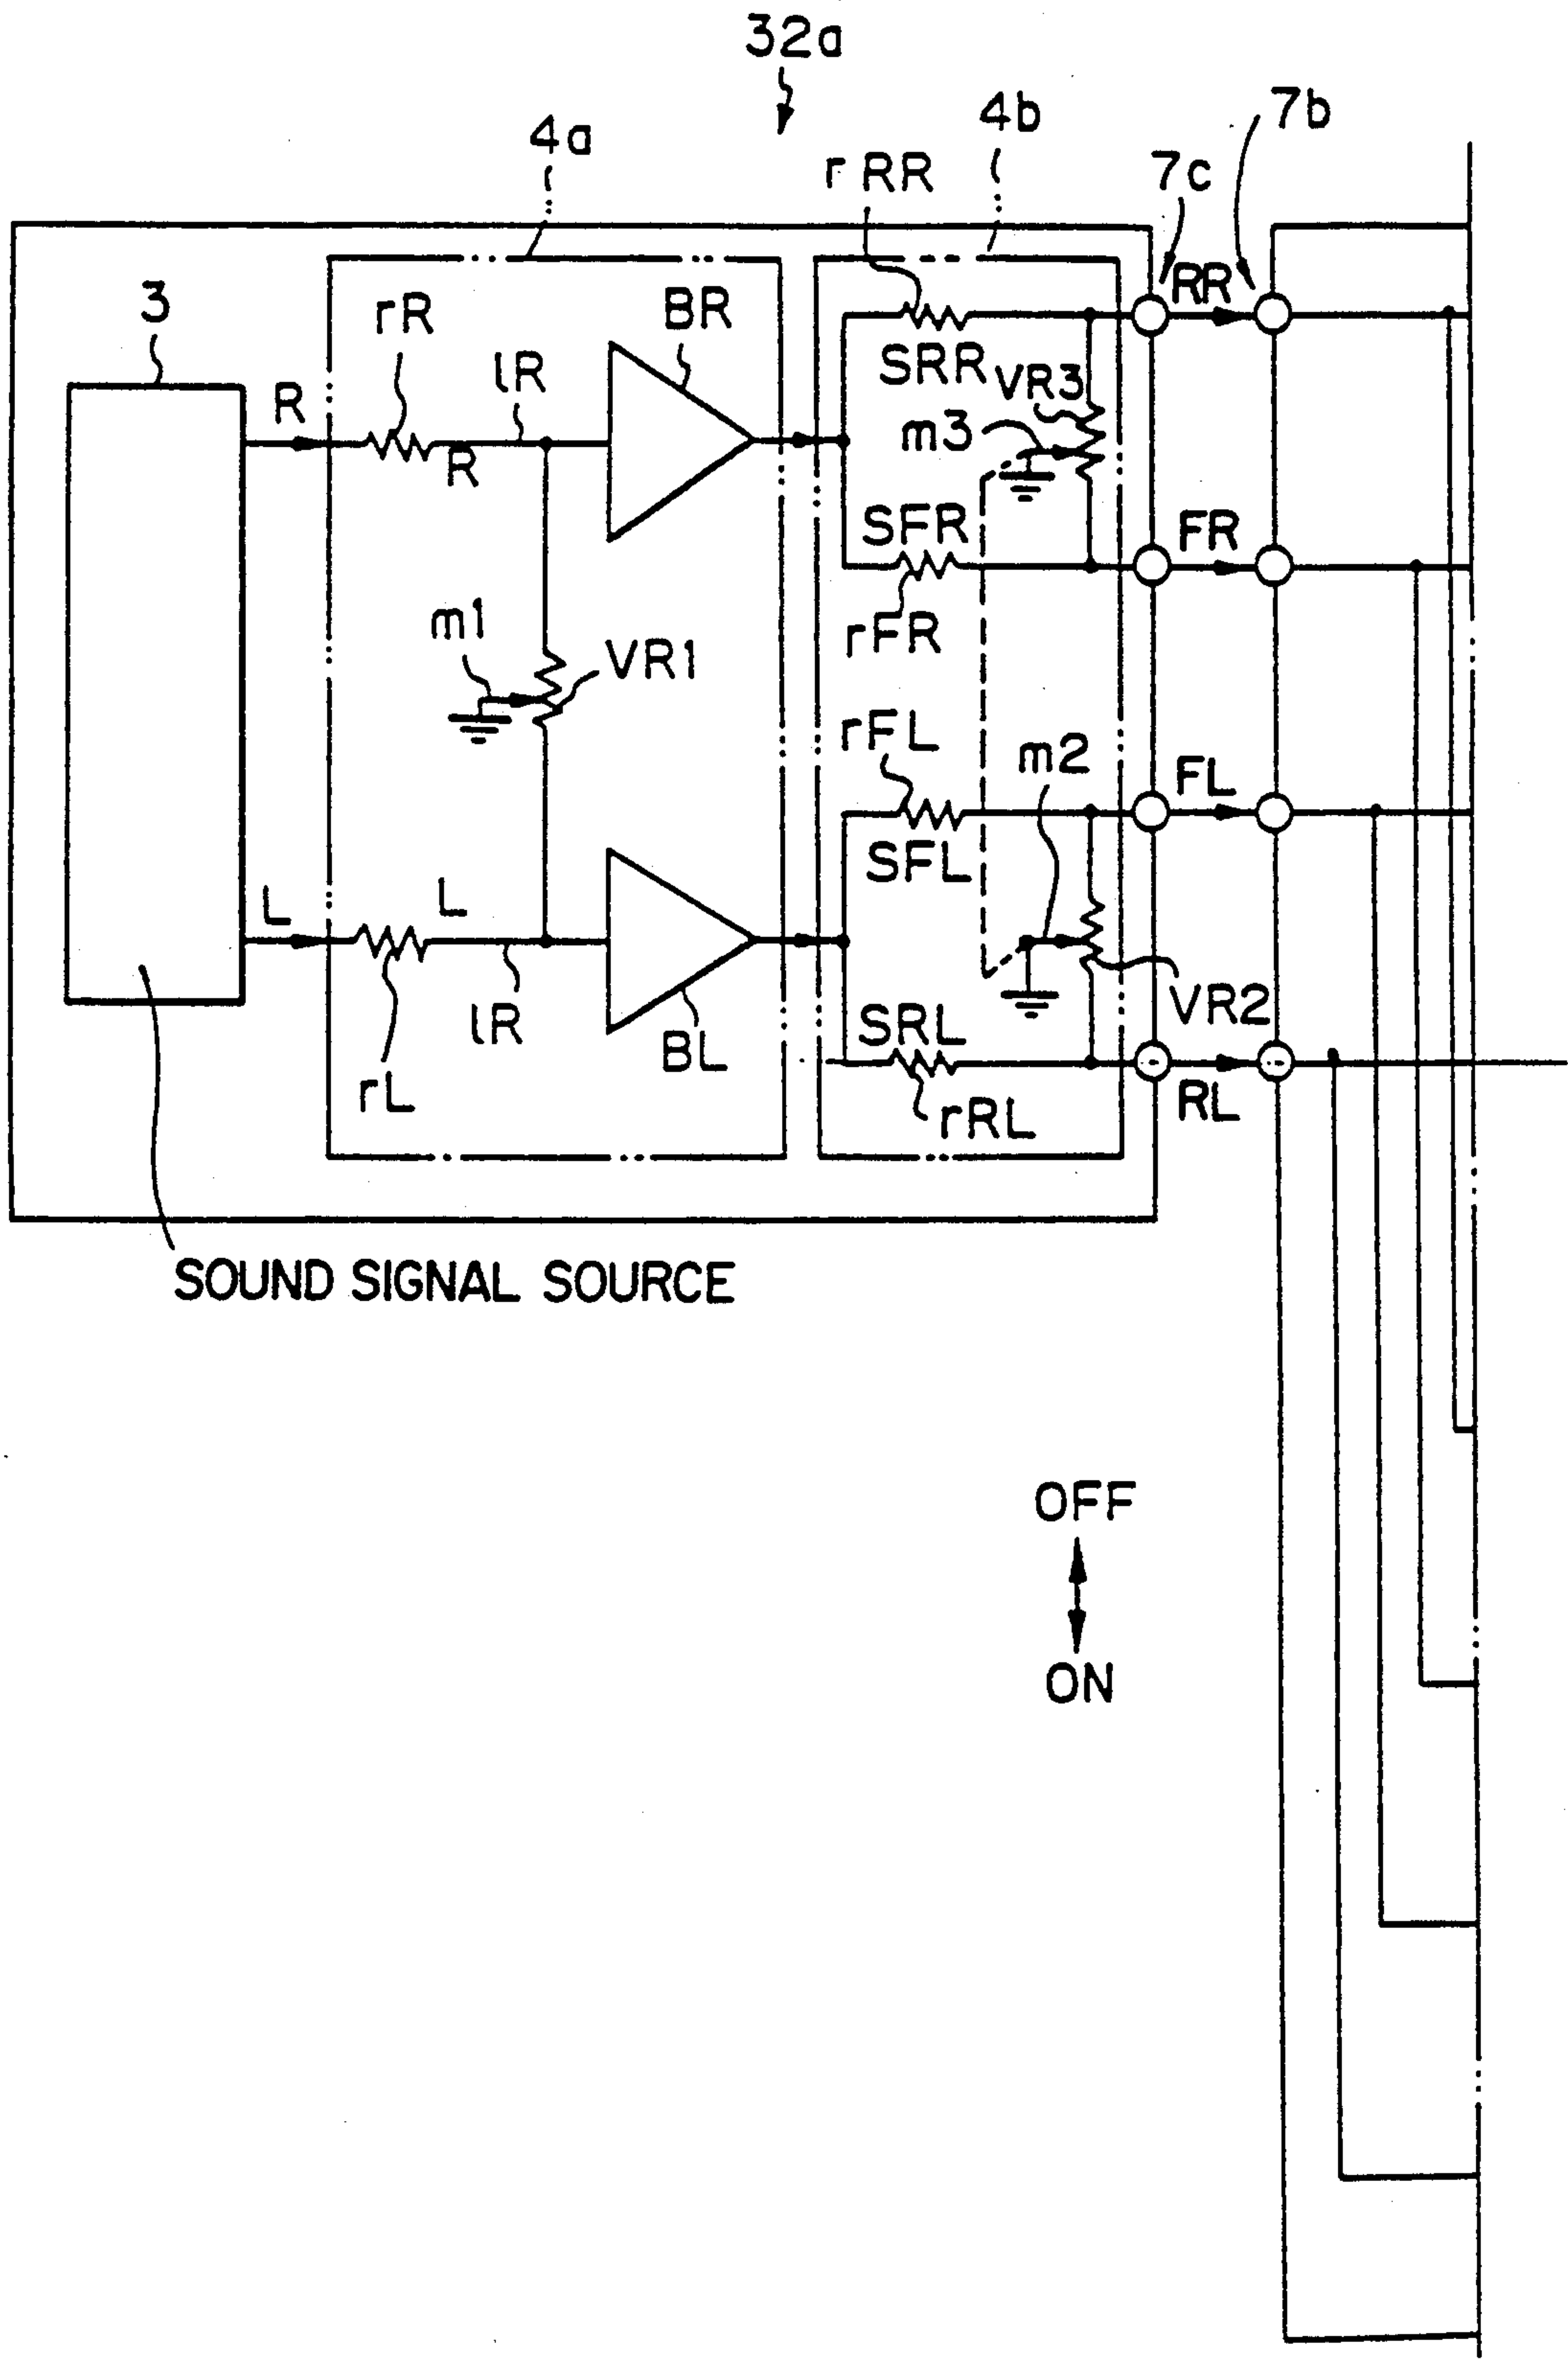 32a
4a
4b
7b
rRR
7c
3
rR
BR
RR
R
lR
SRR
VR3
R
m3
SFR
FR
m1
rFR
VR1
rFL
m2
FL
SFL
L
L
lR
SRL
VR2
BL
rL
rRL
RL
SOUND SIGNAL SOURCE
OFF
ON